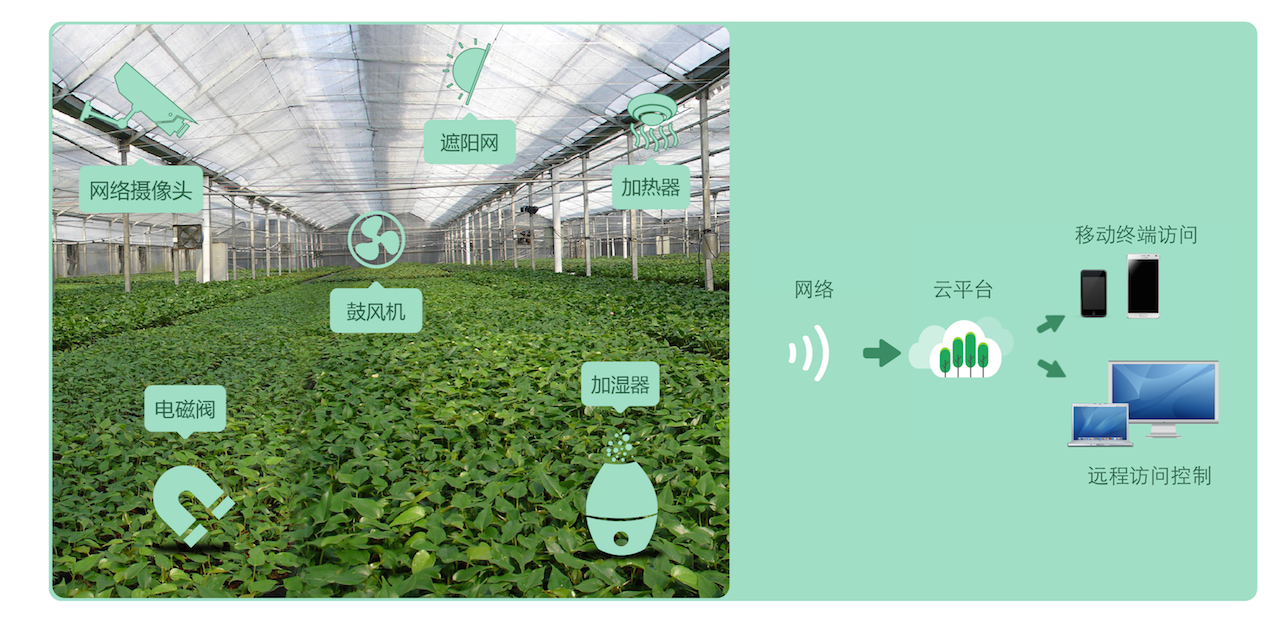 遮阳网
网络摄像头
加热器
鼓风机
电磁阀
加湿器
网络
云平台
移动终端访问
远程访问控制